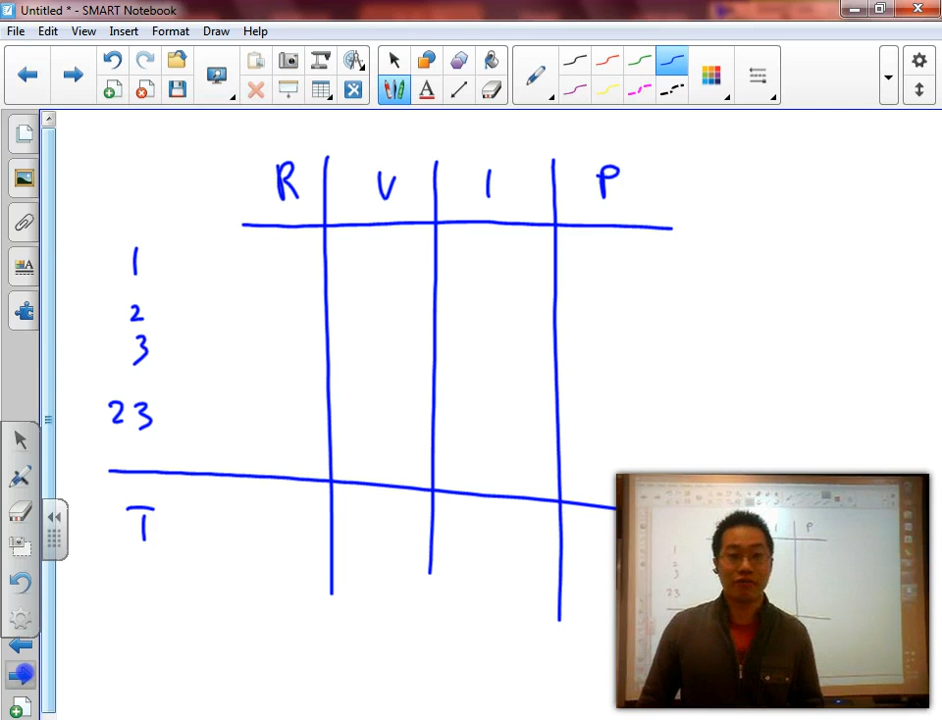 Untitled * - SMART Notebook
File Edit View Insert Format Draw Help
R V I P
1
2
3
23
T